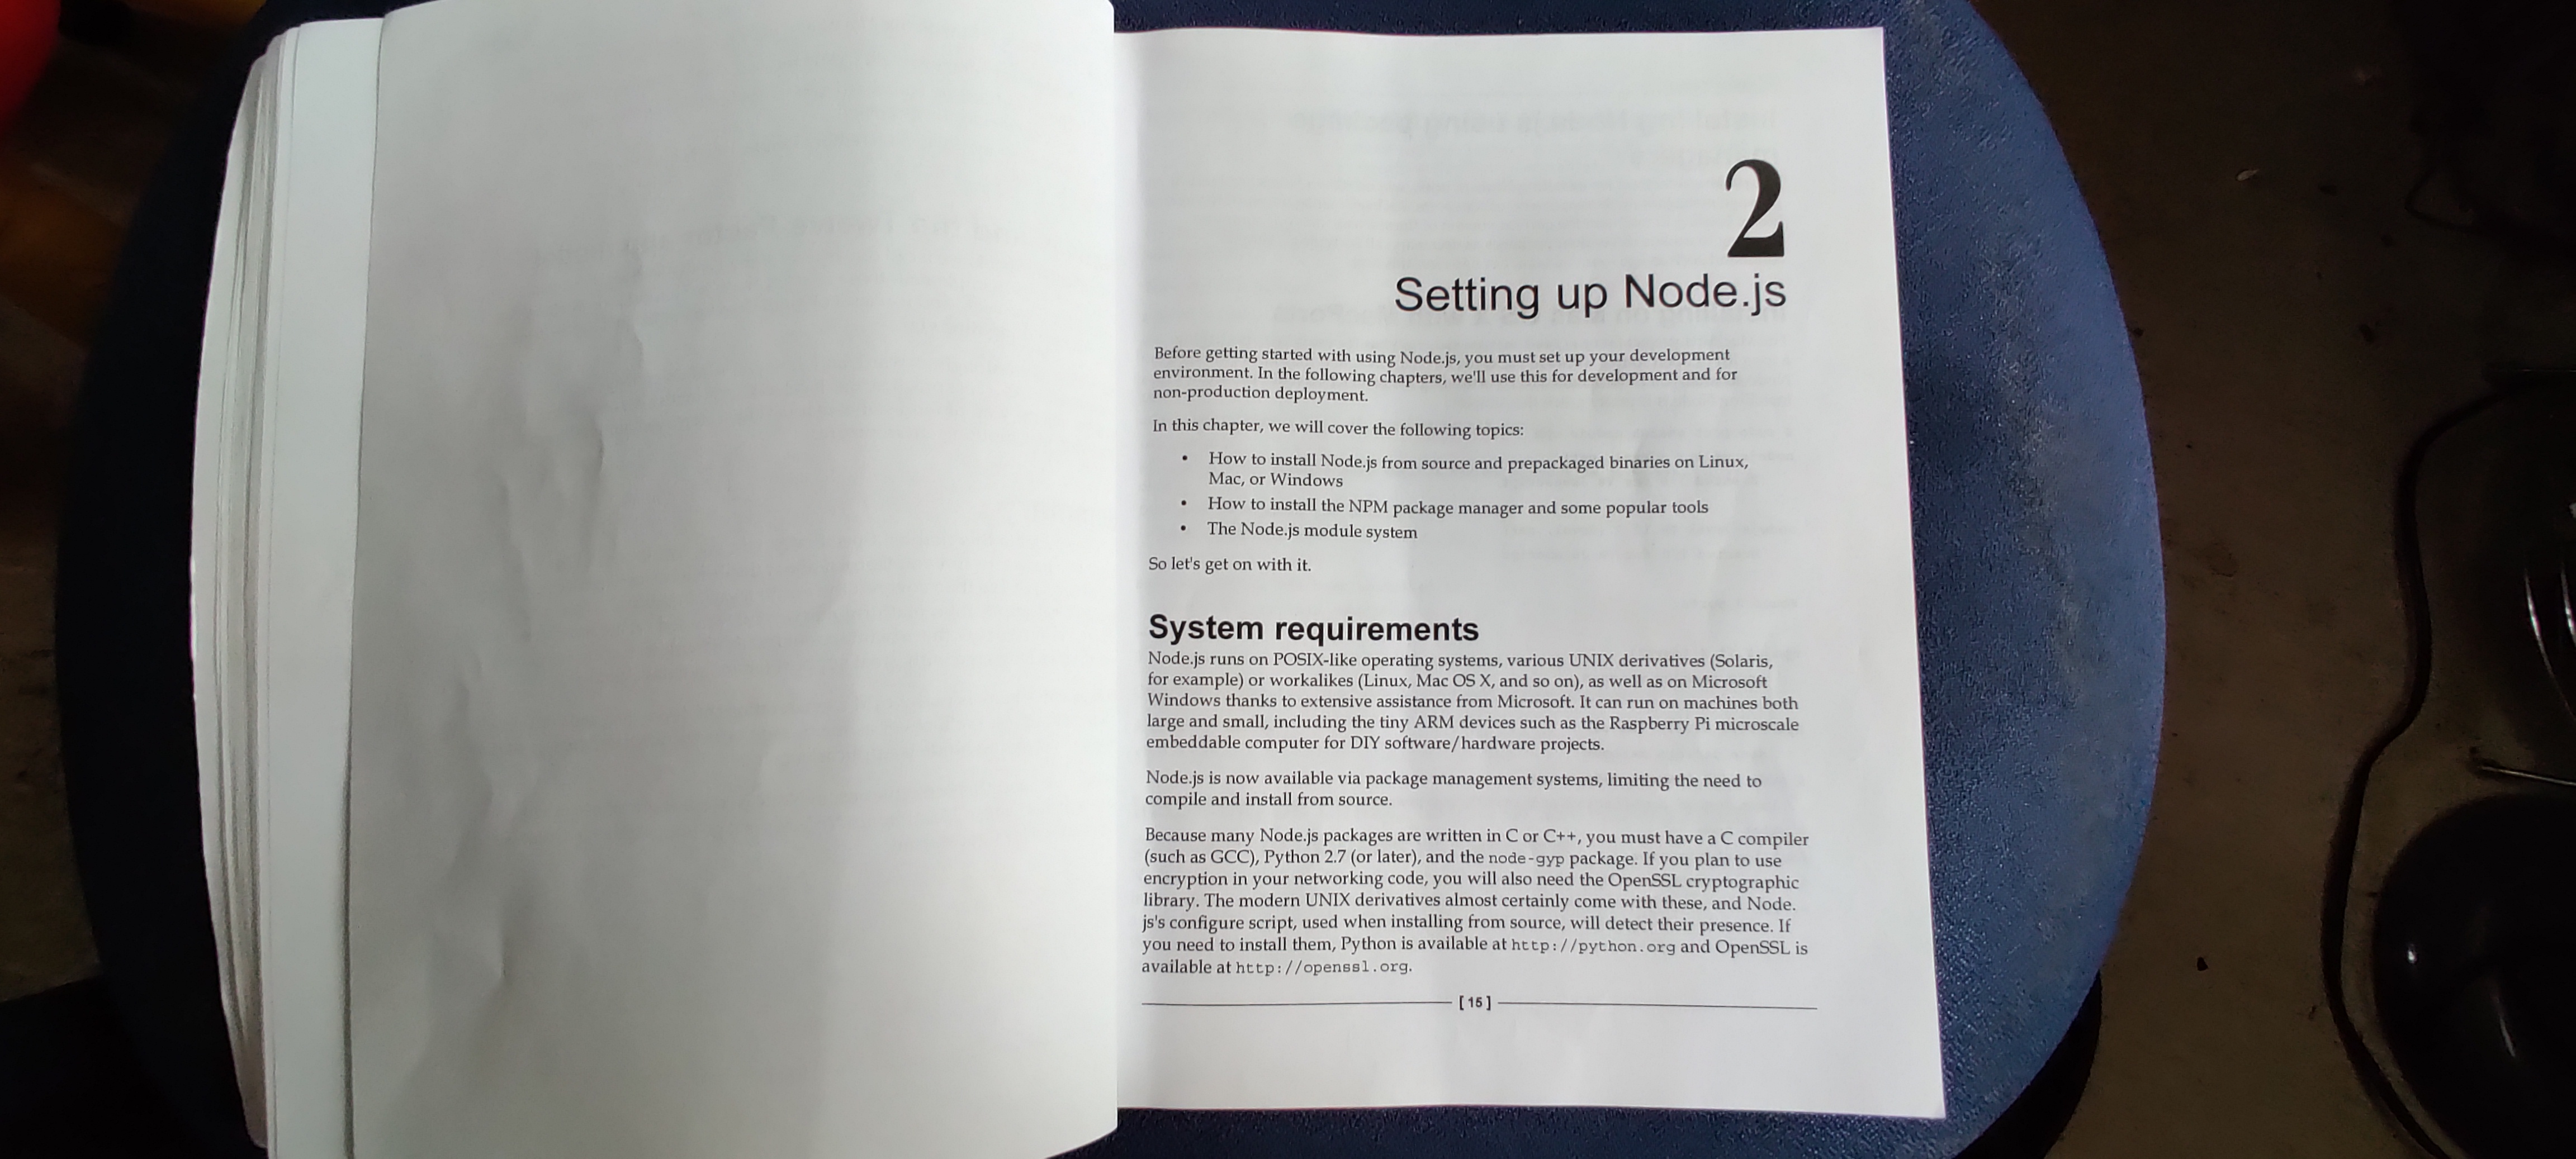 2
Setting up Node.js
Before getting started with using Node.js, you must set up your development
environment. In the following chapters, we'll use this for development and for
non-production deployment.
In this chapter, we will cover the following topics:
• How to install Node.js from source and prepackaged binaries on Linux,
Mac, or Windows
• How to install the NPM package manager and some popular tools
• The Node.js module system
So let's get on with it.
System requirements
Node.js runs on POSIX-like operating systems, various UNIX derivatives (Solaris,
for example) or workalikes (Linux, Mac OS X, and so on), as well as on Microsoft
Windows thanks to extensive assistance from Microsoft. It can run on machines both
large and small, including the tiny ARM devices such as the Raspberry Pi microscale
embeddable computer for DIY software/hardware projects.
Node.js is now available via package management systems, limiting the need to
compile and install from source.
Because many Node.js packages are written in C or C++, you must have a C compiler
(such as GCC), Python 2.7 (or later), and the node-gyp package. If you plan to use
encryption in your networking code, you will also need the OpenSSL cryptographic
library. The modern UNIX derivatives almost certainly come with these, and Node.
js's configure script, used when installing from source, will detect their presence. If
you need to install them, Python is available at http://python.org and OpenSSL is
available at http://openssl.org.
[ 15 ]